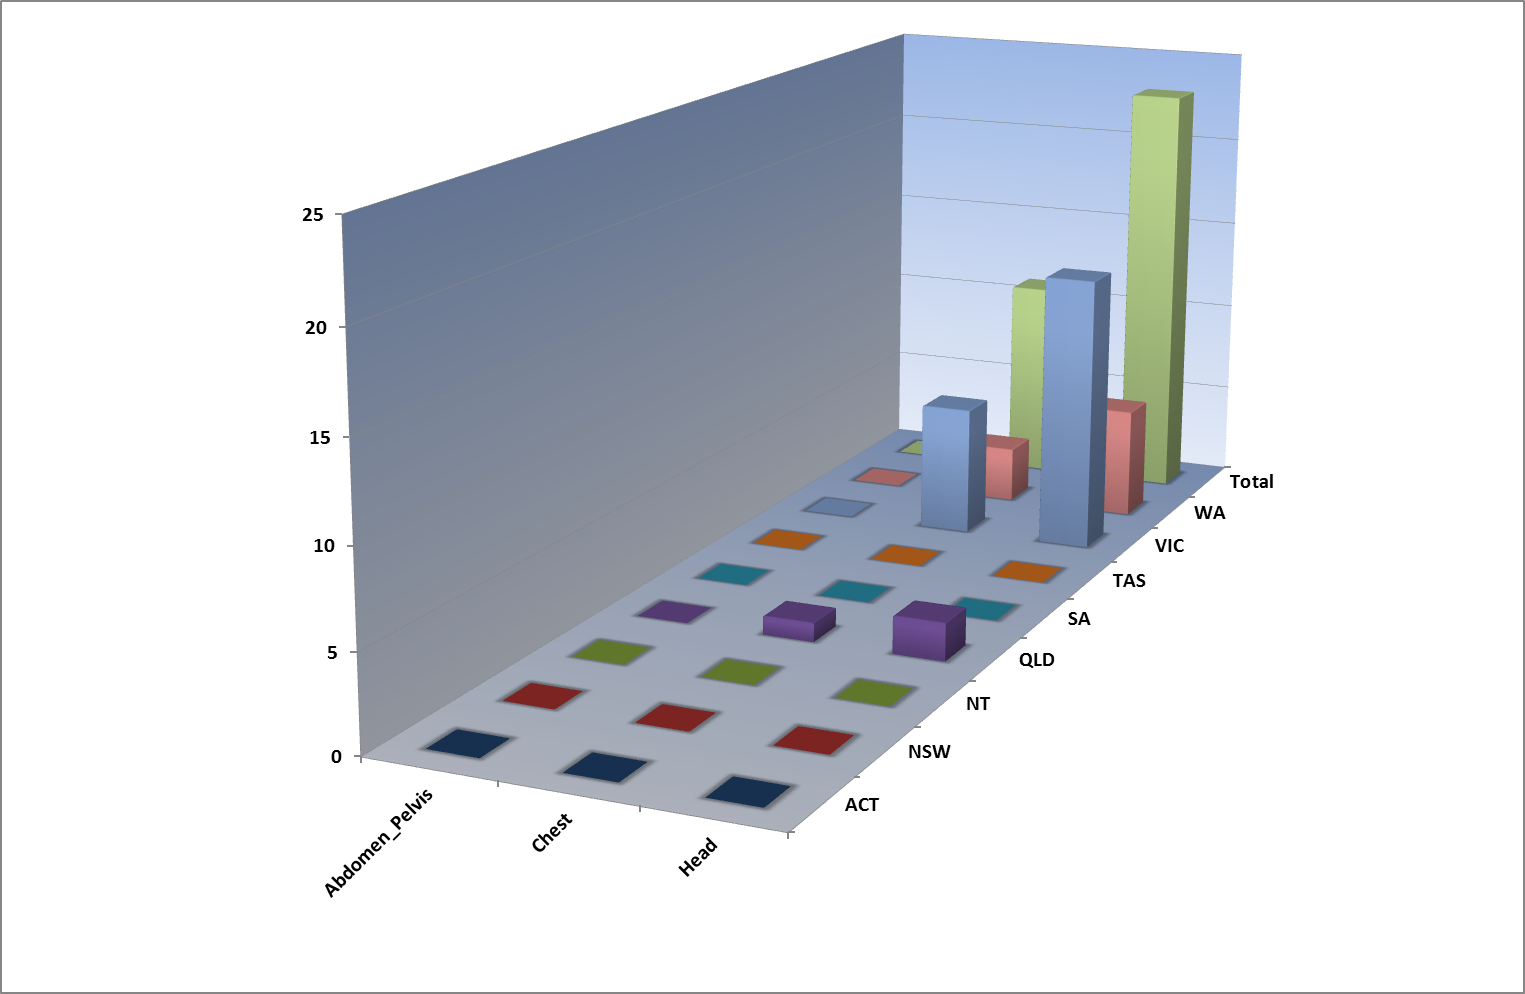 25
20
15
10
5
0
Abdomen_Pelvis
Chest
Head
ACT
NSW
NT
QLD
SA
TAS
VIC
WA
Total